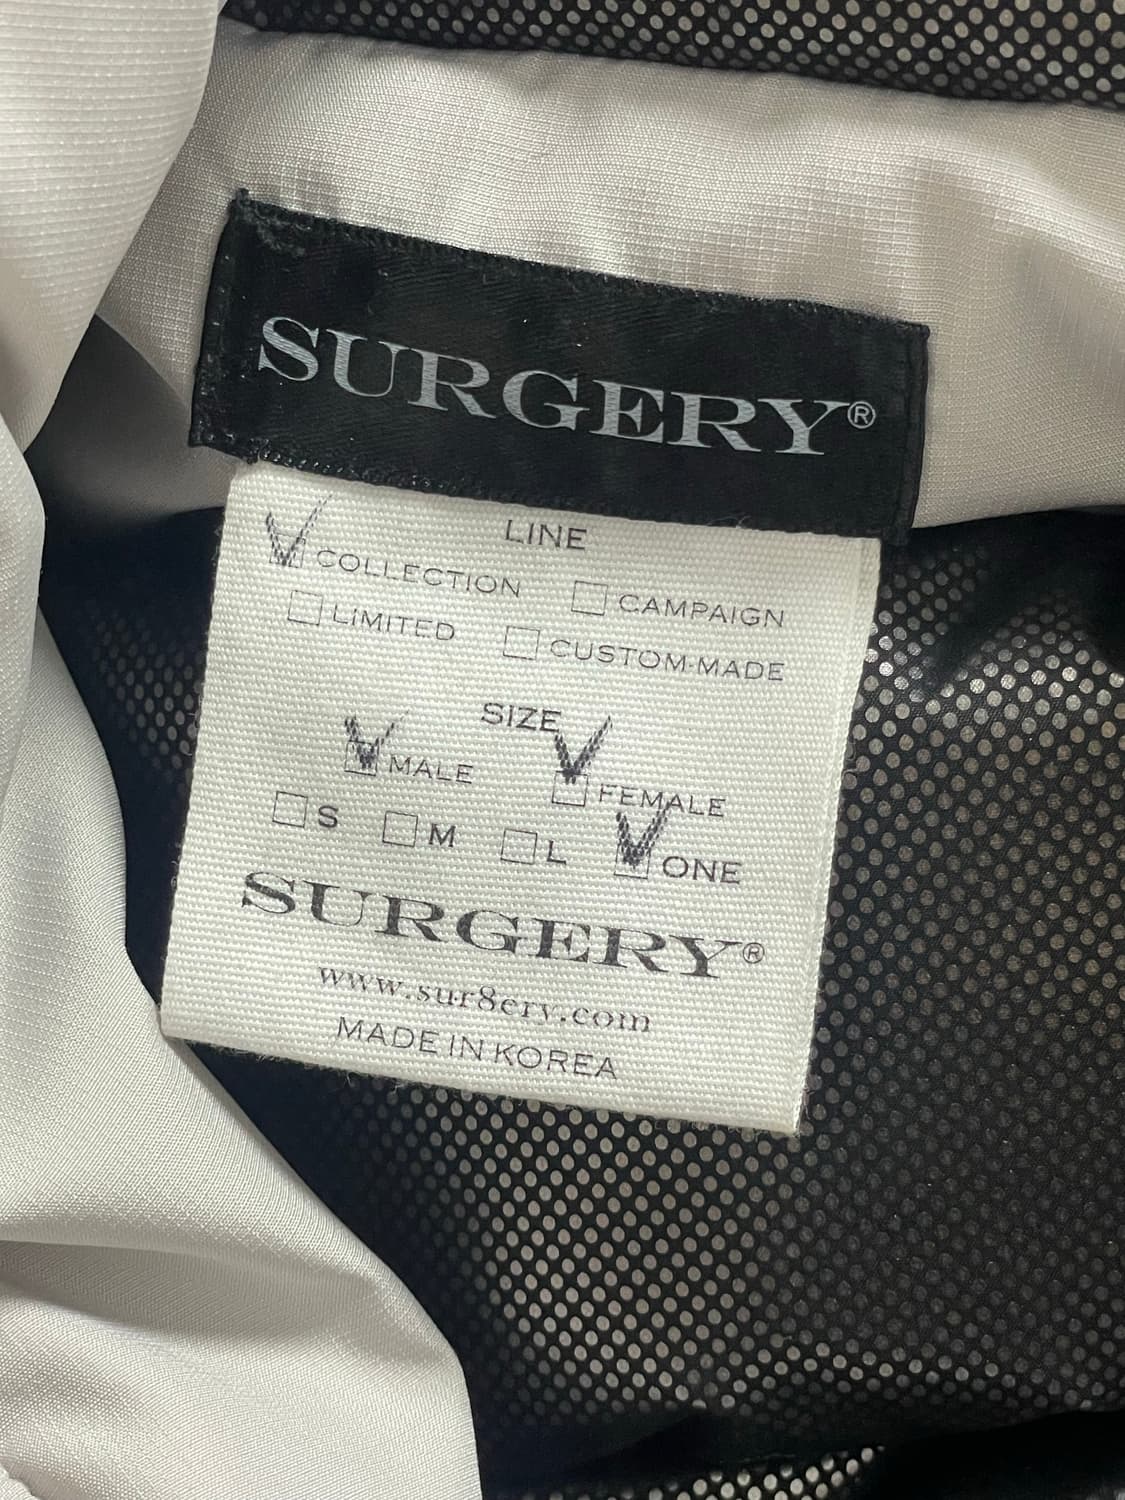 SURGERY®
LINE
COLLECTION CAMPAIGN
LIMITED CUSTOM-MADE
SIZE
MALE FEMALE
S M L ONE
SURGERY®
www.sur8ery.com
MADE IN KOREA